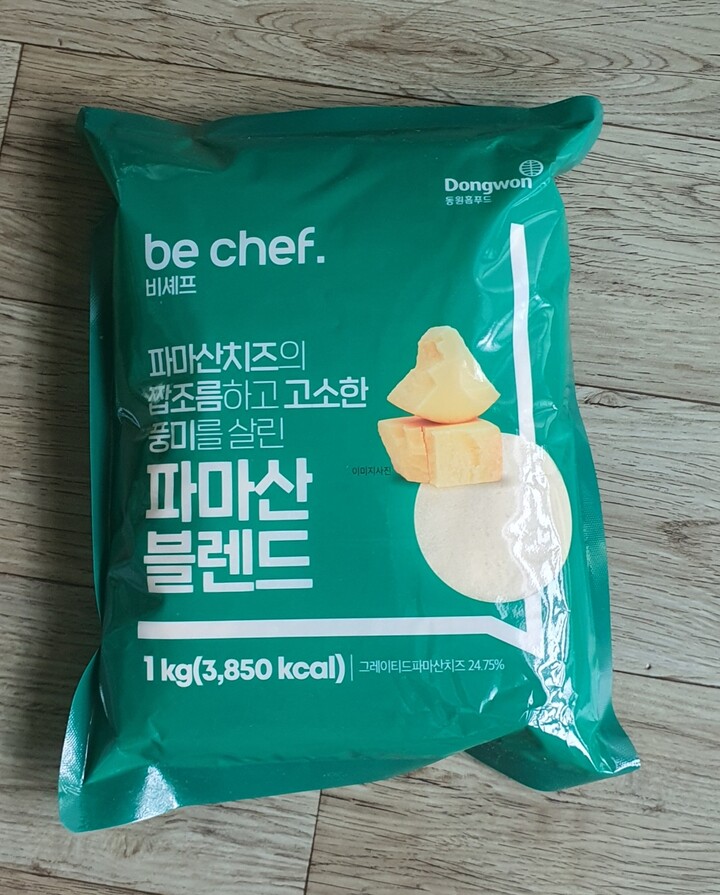 Dongwon
동원홈푸드
be chef.
비셰프
파마산치즈의
짭조름하고 고소한
풍미를 살린
파마산
블렌드
이미지사진
1 kg(3,850 kcal) | 그레이티드파마산치즈 24.75%